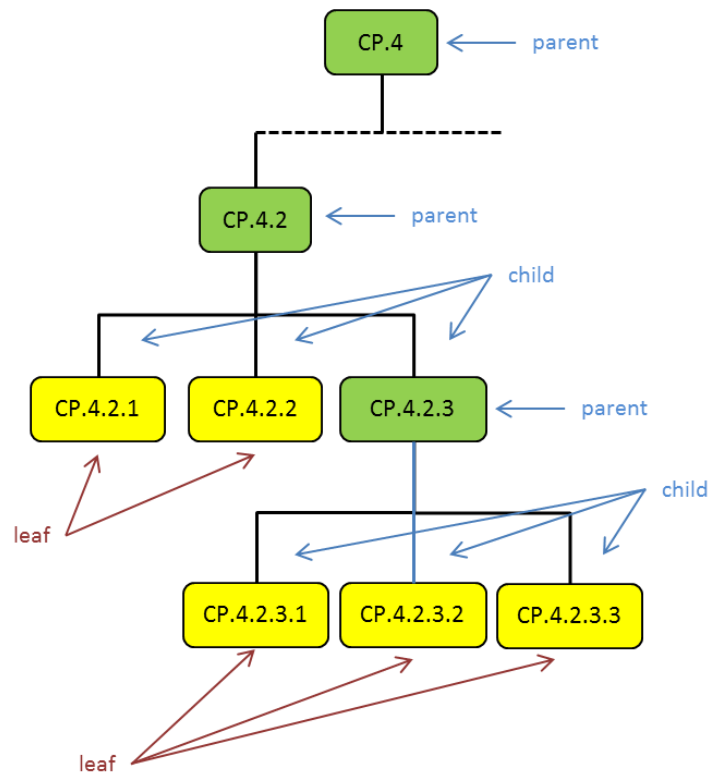 CP.4
parent
CP.4.2
parent
child
CP.4.2.1
CP.4.2.2
CP.4.2.3
parent
child
leaf
CP.4.2.3.1
CP.4.2.3.2
CP.4.2.3.3
leaf